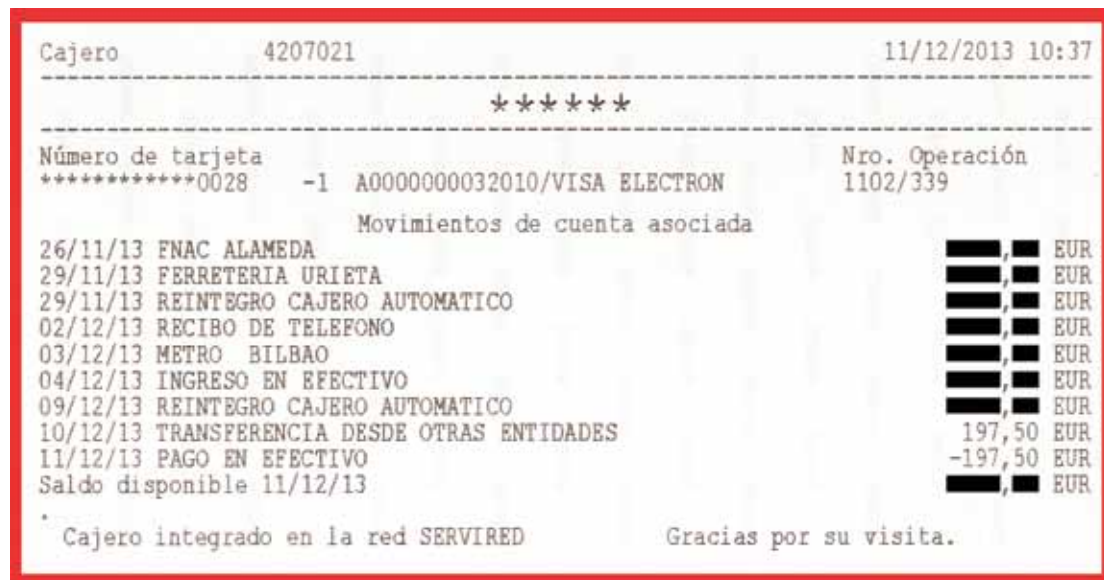 Cajero 4207021 11/12/2013 10:37
******
Número de tarjeta Nro. Operación
************0028 -1 A0000000032010/VISA ELECTRON 1102/339
Movimientos de cuenta asociada
26/11/13 FNAC ALAMEDA , EUR
29/11/13 FERRETERIA URIETA , EUR
29/11/13 REINTEGRO CAJERO AUTOMATICO , EUR
02/12/13 RECIBO DE TELEFONO , EUR
03/12/13 METRO BILBAO , EUR
04/12/13 INGRESO EN EFECTIVO , EUR
09/12/13 REINTEGRO CAJERO AUTOMATICO , EUR
10/12/13 TRANSFERENCIA DESDE OTRAS ENTIDADES 197,50 EUR
11/12/13 PAGO EN EFECTIVO -197,50 EUR
Saldo disponible 11/12/13 , EUR
.
Cajero integrado en la red SERVIRED Gracias por su visita.